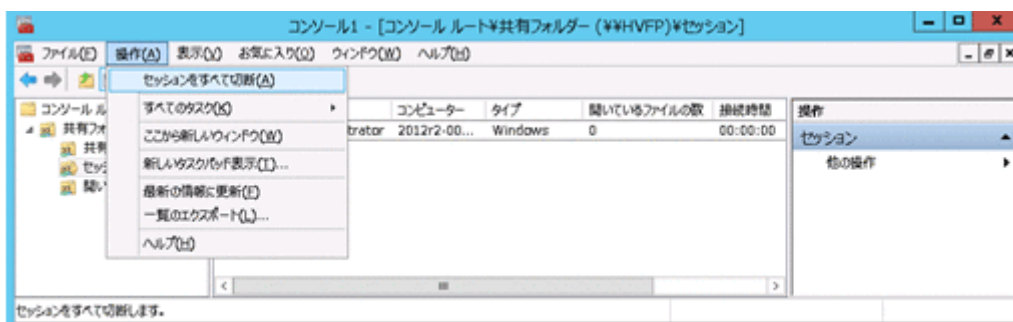 コンソール1 - [コンソール ルート¥共有フォルダー (¥¥HVFP)¥セッション]
ファイル(F) 操作(A) 表示(V) お気に入り(O) ウィンドウ(W) ヘルプ(H)
セッションをすべて切断(A)
すべてのタスク(K)
ここから新しいウィンドウ(W)
新しいタスクパッド表示(T)...
最新の情報に更新(F)
一覧のエクスポート(L)...
ヘルプ(H)
コンソール ル
共有フォ
共有
セッシ
開い
コンピューター タイプ 開いているファイルの数 接続時間
trator 2012r2-00... Windows 0 00:00:00
操作
セッション
他の操作
セッションをすべて切断します。